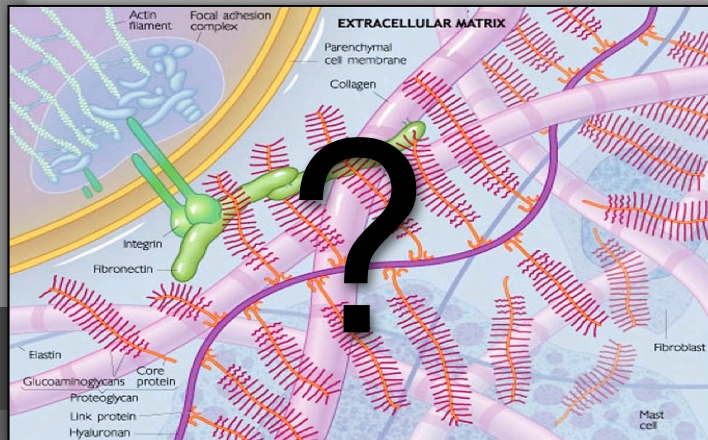 Actin
filament
Focal adhesion
complex
EXTRACELLULAR MATRIX
Parenchymal
cell membrane
Collagen
Integrin
Fibronectin
?
Elastin
Glucoaminoglycans
Core
protein
Proteoglycan
Link protein
Hyaluronan
Fibroblast
Mast
cell